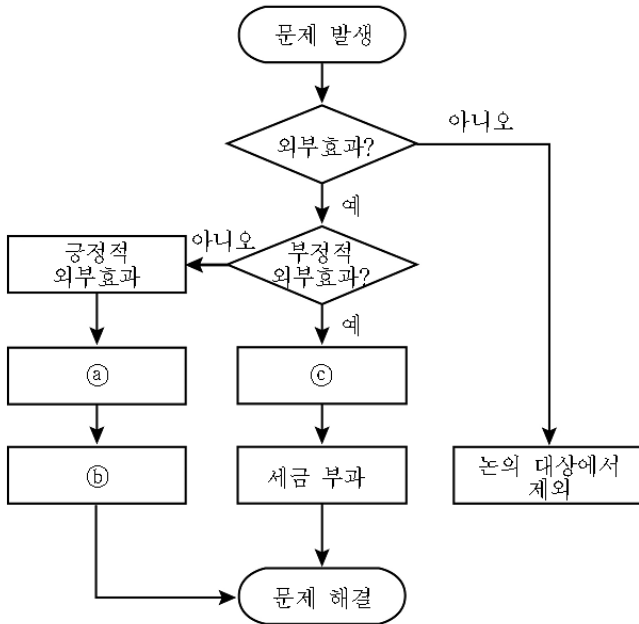 문제 발생
외부효과?
아니오
예
긍정적
외부효과
아니오
부정적
외부효과?
예
ⓐ
ⓒ
ⓑ
세금 부과
논의 대상에서
제외
문제 해결